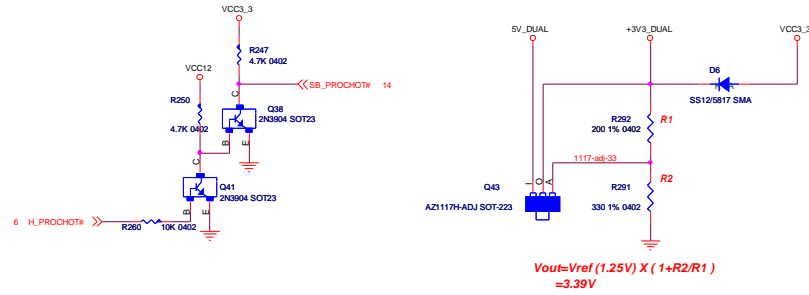 VCC3_3
R247
4.7K 0402
VCC12
SB_PROCHOT# 14
R250
4.7K 0402
C
Q38
2N3904 SOT23
B
E
C
Q41
2N3904 SOT23
B
E
6 H_PROCHOT#
R260
10K 0402
5V_DUAL
+3V3_DUAL
VCC3_3
D6
SS12/5817 SMA
R292
200 1% 0402
R1
1117-adj-33
I
O
A
Q43
AZ1117H-ADJ SOT-223
R291
330 1% 0402
R2
Vout=Vref (1.25V) X ( 1+R2/R1 )
=3.39V